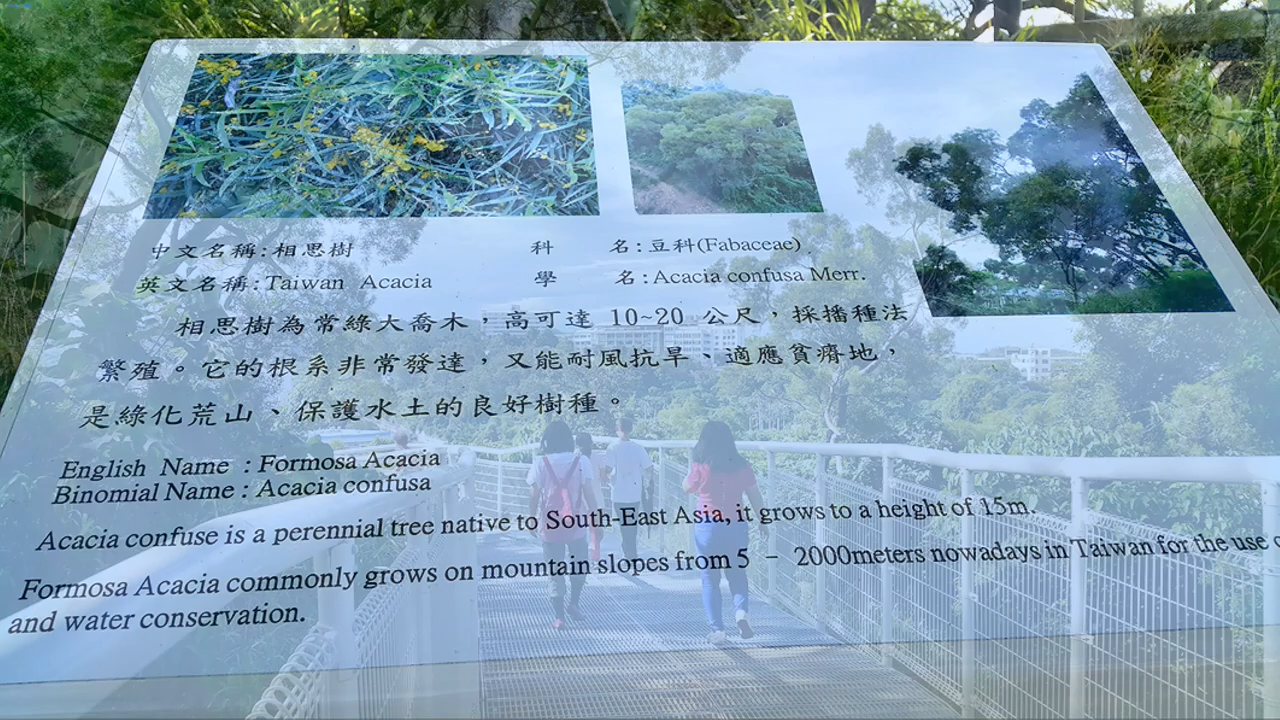 中文名稱:相思樹 科 名:豆科(Fabaceae)
英文名稱:Taiwan Acacia 學 名:Acacia confusa Merr.
相思樹為常綠大喬木，高可達 10~20 公尺，採播種法
繁殖。它的根系非常發達，又能耐風抗旱、適應貧瘠地，
是綠化荒山、保護水土的良好樹種。
English Name : Formosa Acacia
Binomial Name : Acacia confusa
Acacia confuse is a perennial tree native to South-East Asia, it grows to a height of 15m.
Formosa Acacia commonly grows on mountain slopes from 5 － 2000meters nowadays in Taiwan for the use
and water conservation.